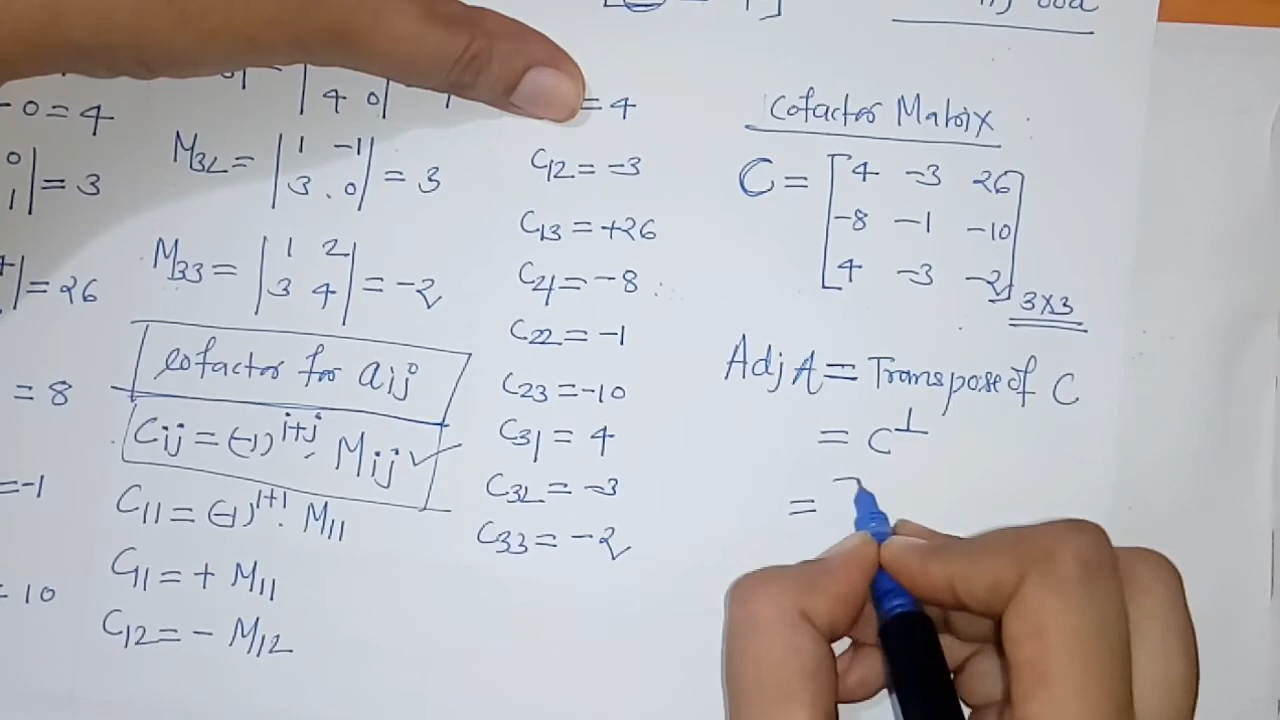 -0=4
0
1 | = 3
| = 26
= 8
=-1
= 10
4 0
M32= | 1 -1 |
| 3 . 0 | = 3
M33= | 1 2 |
| 3 4 | = -2
cofactor for aij
Cij = (-1)^i+j . Mij
C11 = (-1)^1+1 . M11
C11 = + M11
C12 = - M12
= 4
C12 = -3
C13 = +26
C21 = -8
C22 = -1
C23 = -10
C31 = 4
C32 = -3
C33 = -2
Cofactor Matrix
C = [ 4 -3 26
-8 -1 -10
4 -3 -2 ] 3x3
Adj A = Transpose of C
= C^⊥
=